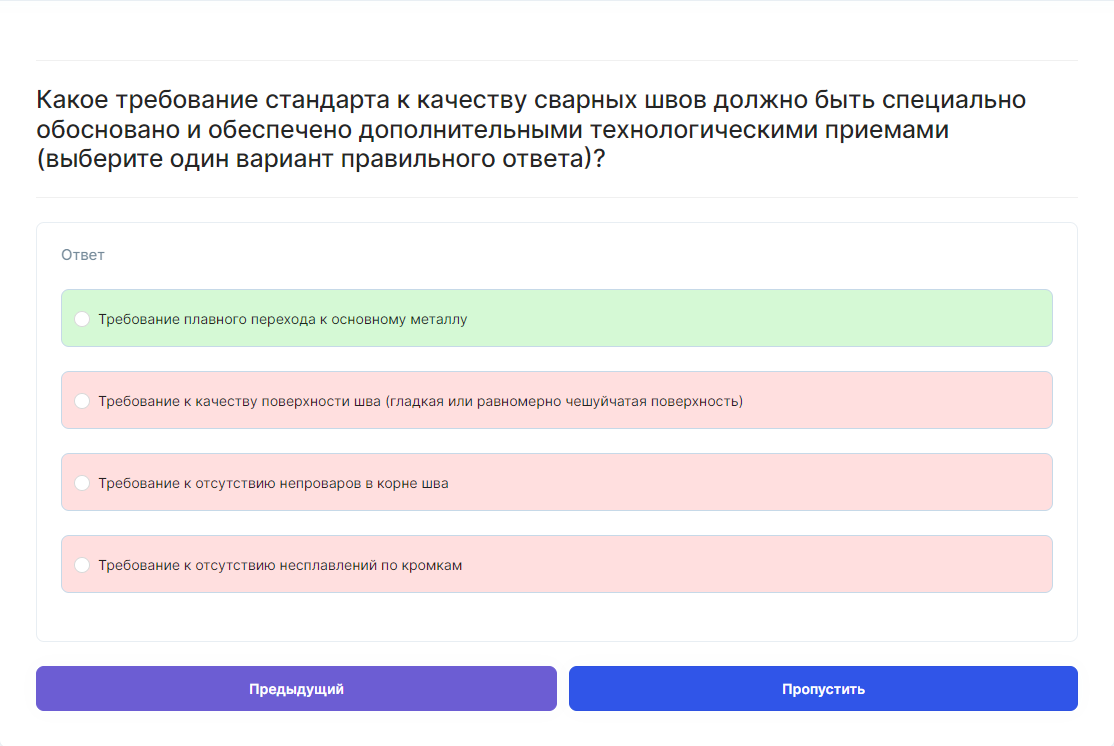 Какое требование стандарта к качеству сварных швов должно быть специально
обосновано и обеспечено дополнительными технологическими приемами
(выберите один вариант правильного ответа)?
Ответ
Требование плавного перехода к основному металлу
Требование к качеству поверхности шва (гладкая или равномерно чешуйчатая поверхность)
Требование к отсутствию непроваров в корне шва
Требование к отсутствию несплавлений по кромкам
Предыдущий
Пропустить